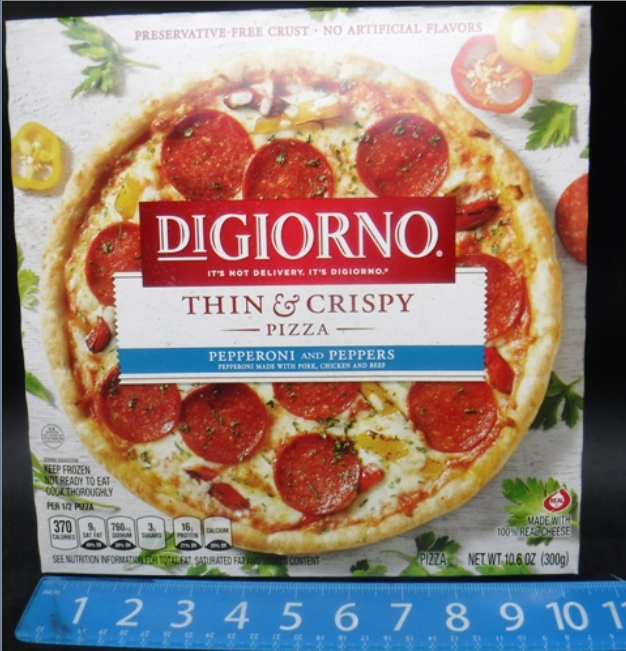 PRESERVATIVE-FREE CRUST • NO ARTIFICIAL FLAVORS
DIGIORNO.
IT'S NOT DELIVERY. IT'S DIGIORNO.®
THIN & CRISPY
PIZZA
PEPPERONI AND PEPPERS
PEPPERONI MADE WITH PORK, CHICKEN AND BEEF
KEEP FROZEN
NOT READY TO EAT
COOK THOROUGHLY
PER 1/2 PIZZA
370 CALORIES
9g SAT FAT
760mg SODIUM
3g SUGARS
16g PROTEIN
CALCIUM
REAL
MADE WITH
100% REAL CHEESE
SEE NUTRITION INFORMATION FOR TOTAL FAT, SATURATED FAT AND SODIUM CONTENT
PIZZA
NET WT 10.6 OZ (300g)
1 2 3 4 5 6 7 8 9 10 11